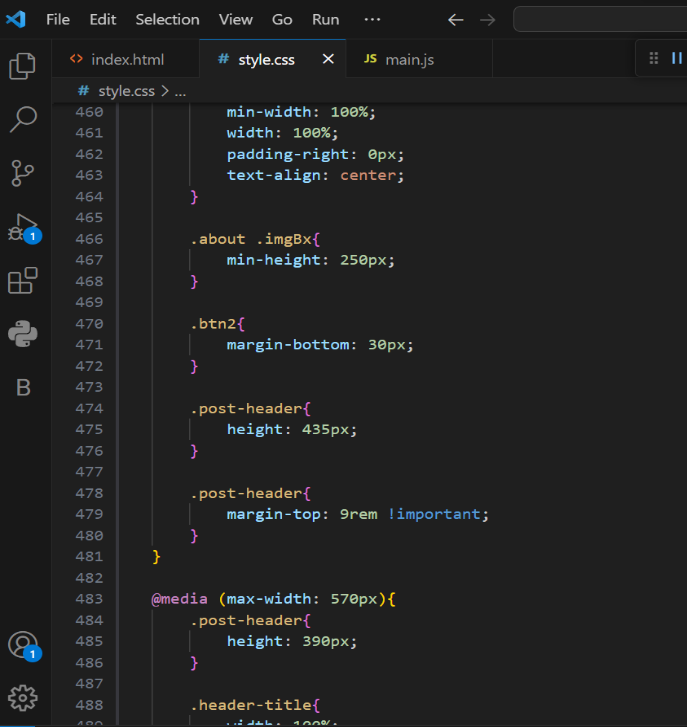 File Edit Selection View Go Run ...
index.html # style.css × JS main.js
# style.css > ...
460 min-width: 100%;
461 width: 100%;
462 padding-right: 0px;
463 text-align: center;
464 }
465
466 .about .imgBx{
467 min-height: 250px;
468 }
469
470 .btn2{
471 margin-bottom: 30px;
472 }
473
474 .post-header{
475 height: 435px;
476 }
477
478 .post-header{
479 margin-top: 9rem !important;
480 }
481 }
482
483 @media (max-width: 570px){
484 .post-header{
485 height: 390px;
486 }
487
488 .header-title{
489 width: 100%;
1
B
1